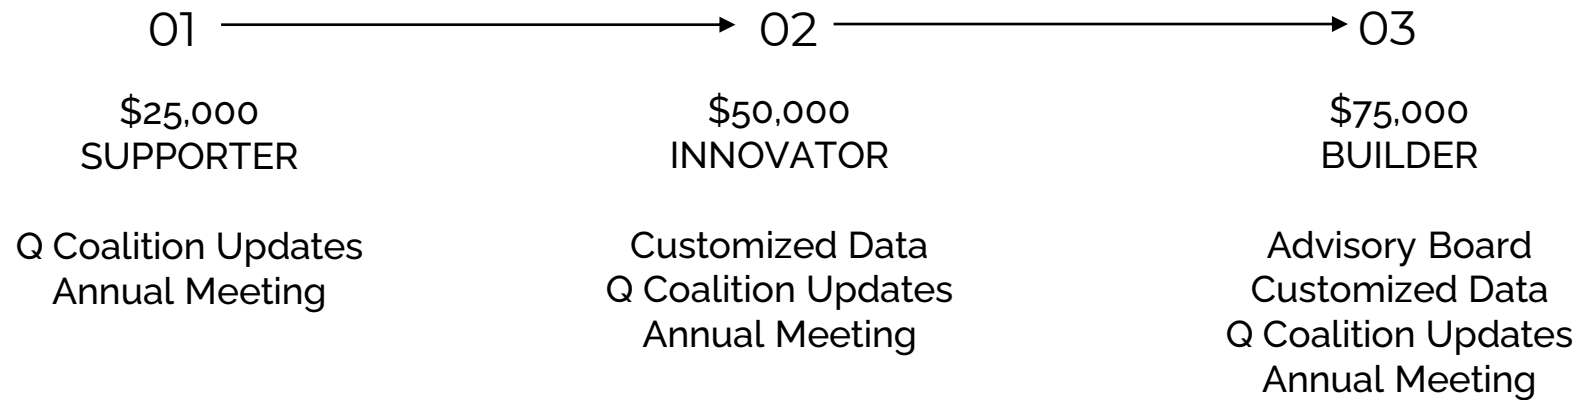 01
02
03
$25,000
SUPPORTER
Q Coalition Updates
Annual Meeting
$50,000
INNOVATOR
Customized Data
Q Coalition Updates
Annual Meeting
$75,000
BUILDER
Advisory Board
Customized Data
Q Coalition Updates
Annual Meeting